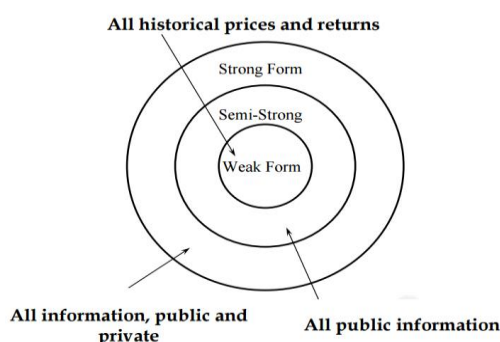 All historical prices and returns
Strong Form
Semi-Strong
Weak Form
All information, public and
private
All public information